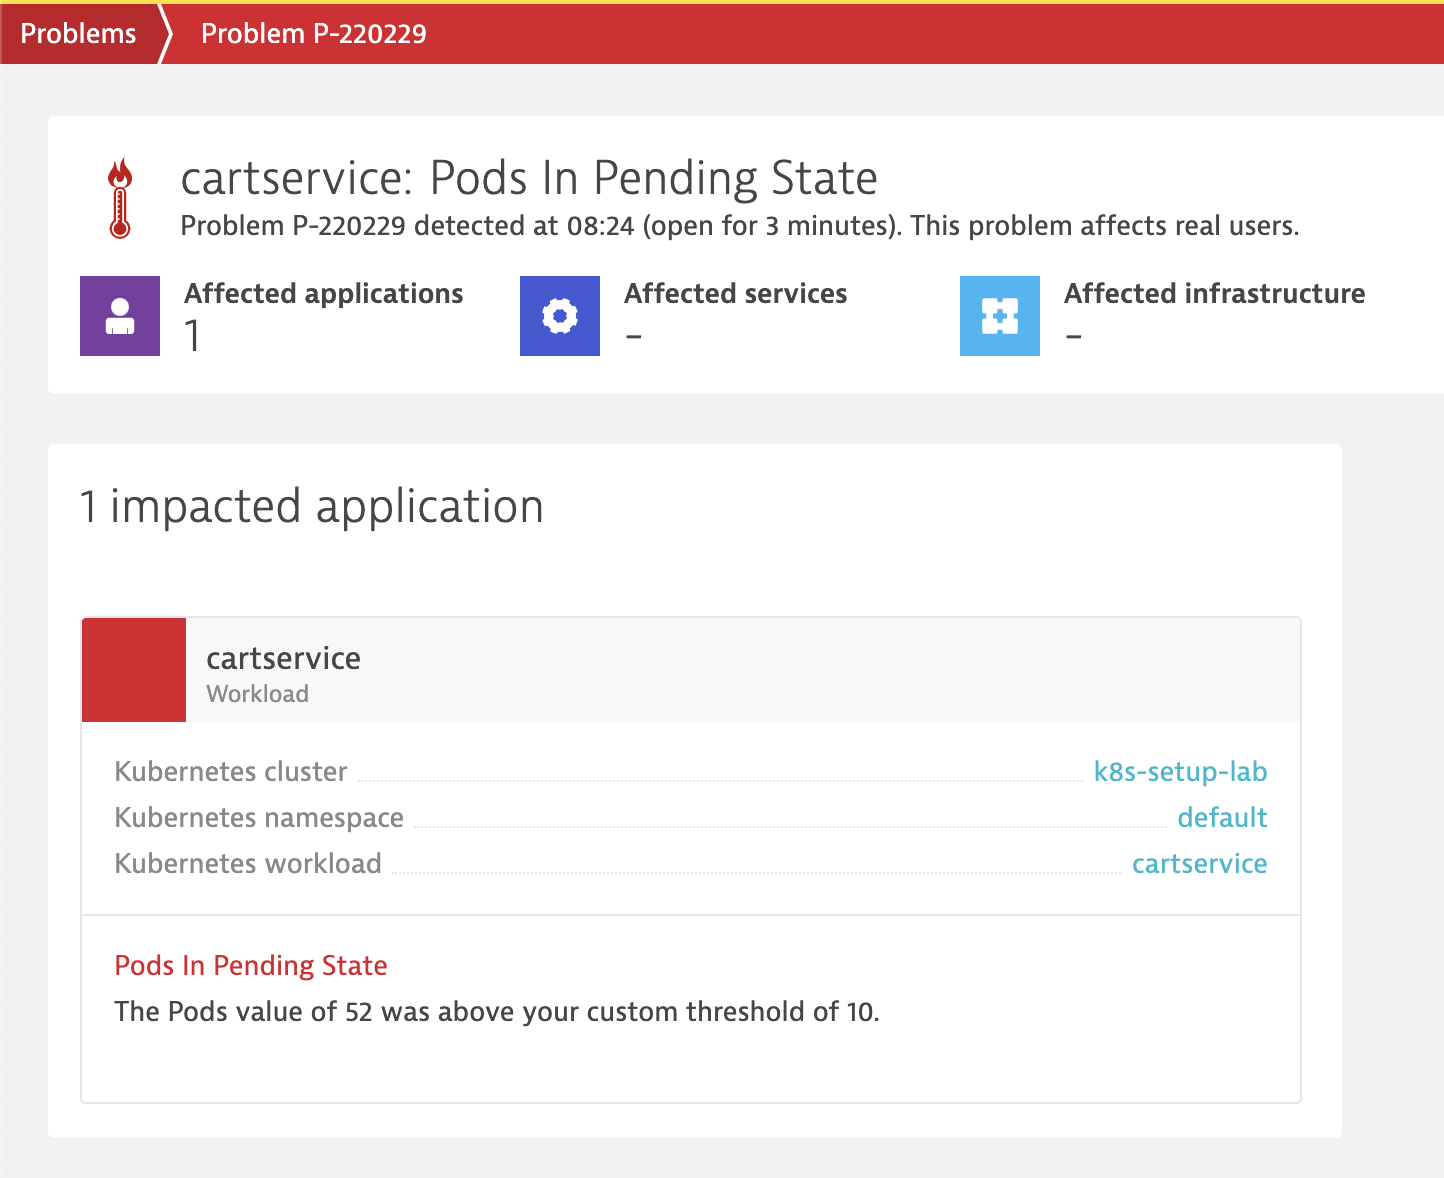 Problems
Problem P-220229
cartservice: Pods In Pending State
Problem P-220229 detected at 08:24 (open for 3 minutes). This problem affects real users.
Affected applications
1
Affected services
–
Affected infrastructure
–
1 impacted application
cartservice
Workload
Kubernetes cluster k8s-setup-lab
Kubernetes namespace default
Kubernetes workload cartservice
Pods In Pending State
The Pods value of 52 was above your custom threshold of 10.